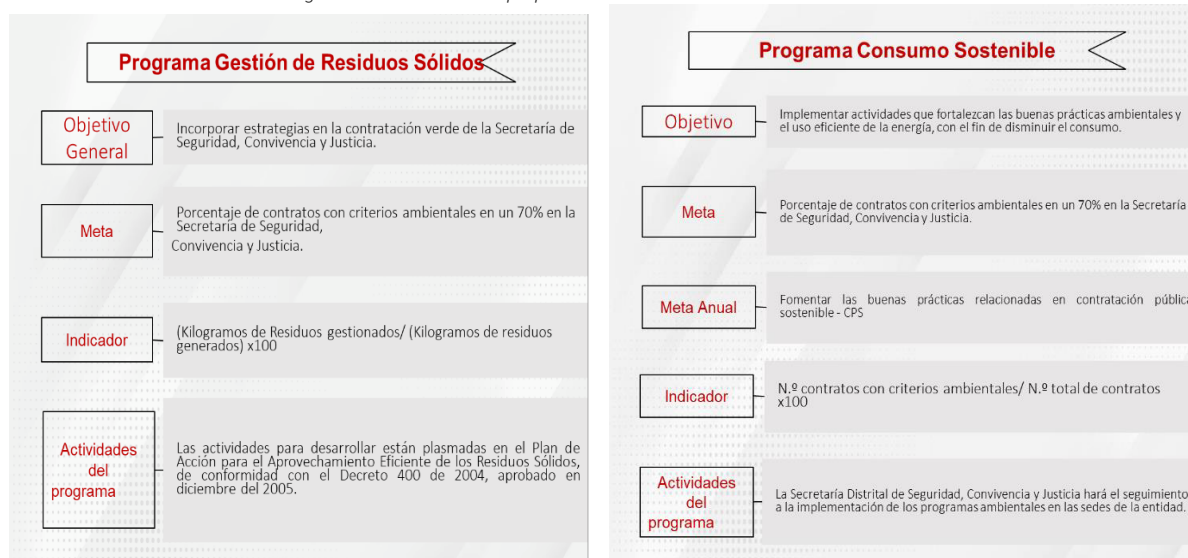 Programa Gestión de Residuos Sólidos
Objetivo
General
Incorporar estrategias en la contratación verde de la Secretaría de
Seguridad, Convivencia y Justicia.
Meta
Porcentaje de contratos con criterios ambientales en un 70% en la
Secretaría de Seguridad,
Convivencia y Justicia.
Indicador
(Kilogramos de Residuos gestionados/ (Kilogramos de residuos
generados) x100
Actividades
del
programa
Las actividades para desarrollar están plasmadas en el Plan de
Acción para el Aprovechamiento Eficiente de los Residuos Sólidos,
de conformidad con el Decreto 400 de 2004, aprobado en
diciembre del 2005.
Programa Consumo Sostenible
Objetivo
Implementar actividades que fortalezcan las buenas prácticas ambientales y
el uso eficiente de la energía, con el fin de disminuir el consumo.
Meta
Porcentaje de contratos con criterios ambientales en un 70% en la Secretaría
de Seguridad, Convivencia y Justicia.
Meta Anual
Fomentar las buenas prácticas relacionadas en contratación pública
sostenible - CPS
Indicador
N.º contratos con criterios ambientales/ N.º total de contratos
x100
Actividades
del
programa
La Secretaría Distrital de Seguridad, Convivencia y Justicia hará el seguimiento
a la implementación de los programas ambientales en las sedes de la entidad.